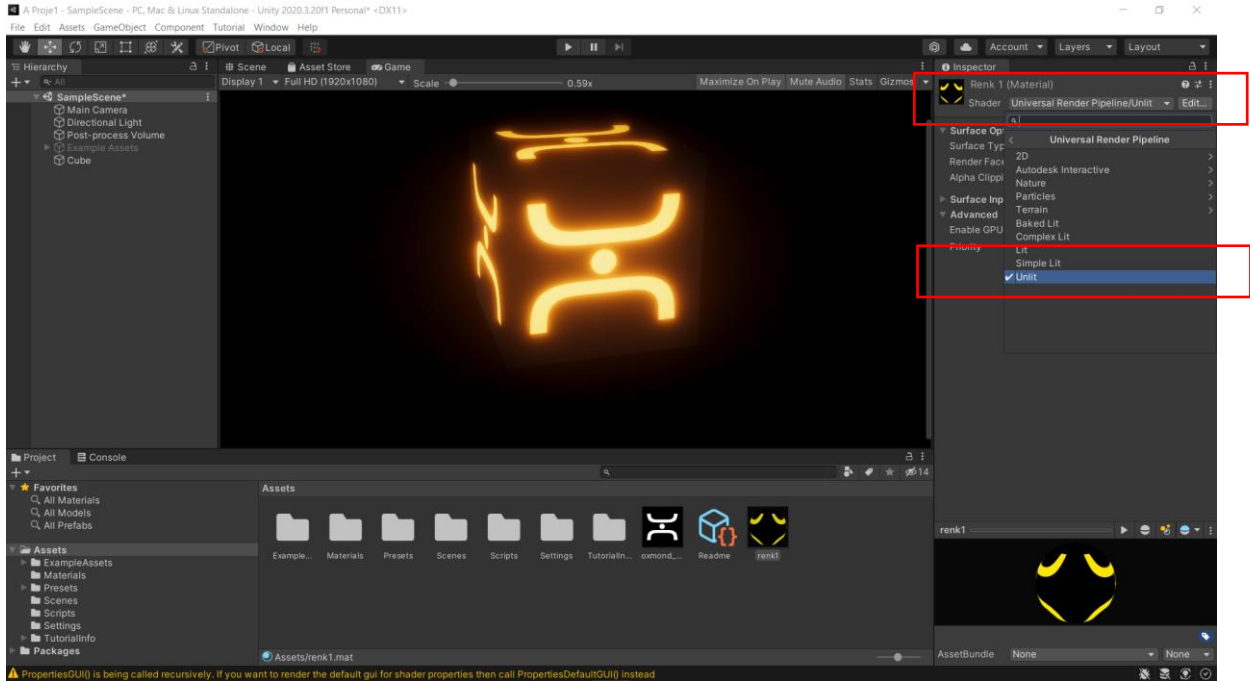 A Proje1 - SampleScene - PC, Mac & Linux Standalone - Unity 2020.3.20f1 Personal* <DX11>
File Edit Assets GameObject Component Tutorial Window Help
Pivot Local Account Layers Layout
Hierarchy
All
SampleScene*
Main Camera
Directional Light
Post-process Volume
Example Assets
Cube
Scene Asset Store Game
Display 1 Full HD (1920x1080) Scale 0.59x Maximize On Play Mute Audio Stats Gizmos
Inspector
Renk 1 (Material)
Shader Universal Render Pipeline/Unlit Edit...
Surface Op
Surface Typ
Render Face
Alpha Clippi
Surface Inp
Advanced
Enable GPU
Priority
Universal Render Pipeline
2D
Autodesk Interactive
Nature
Particles
Terrain
Baked Lit
Complex Lit
Lit
Simple Lit
Unlit
Project Console
14
Favorites
All Materials
All Models
All Prefabs
Assets
ExampleAssets
Materials
Presets
Scenes
Scripts
Settings
TutorialInfo
Packages
Assets
Example... Materials Presets Scenes Scripts Settings TutorialIn... oxmond_... Readme renk1
Assets/renk1.mat
renk1
AssetBundle None None
PropertiesGUI() is being called recursively. If you want to render the default gui for shader properties then call PropertiesDefaultGUI() instead